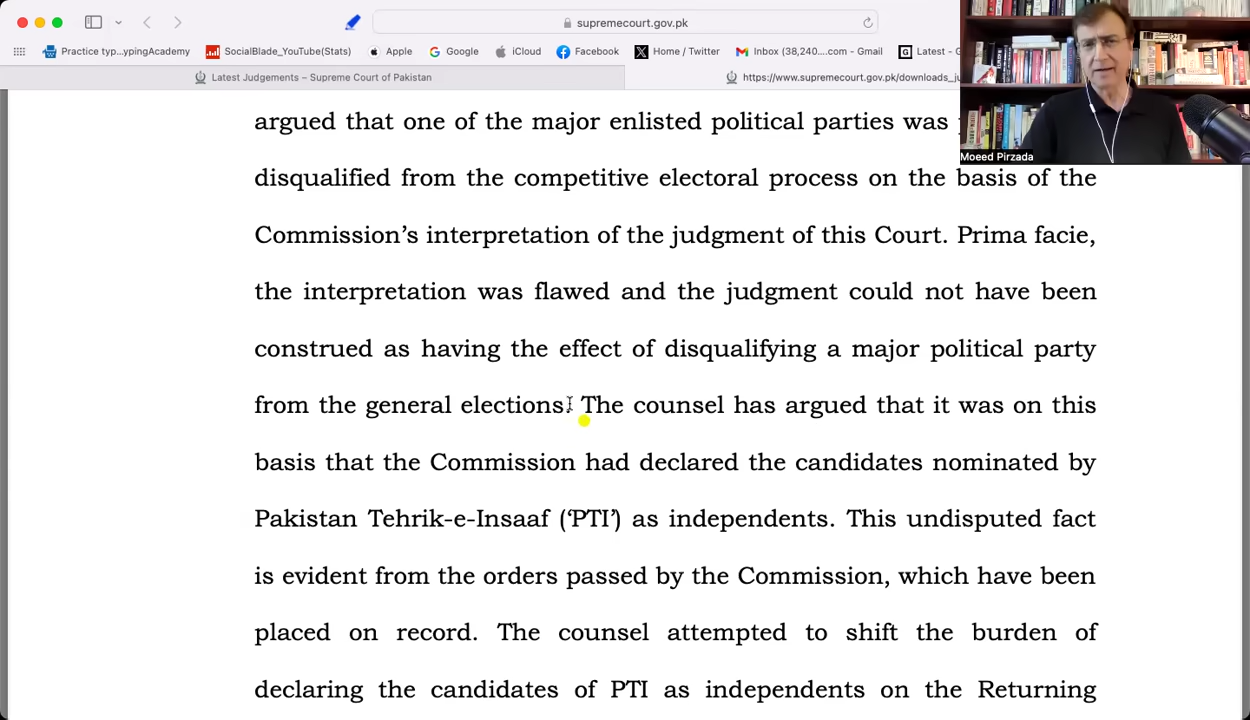 supremecourt.gov.pk
Practice typ...ypingAcademy
SocialBlade_YouTube(Stats)
Apple
Google
iCloud
Facebook
Home / Twitter
Inbox (38,240....com - Gmail
Latest -
Latest Judgements – Supreme Court of Pakistan
https://www.supremecourt.gov.pk/downloads_ju
Moeed Pirzada
argued that one of the major enlisted political parties was
disqualified from the competitive electoral process on the basis of the
Commission’s interpretation of the judgment of this Court. Prima facie,
the interpretation was flawed and the judgment could not have been
construed as having the effect of disqualifying a major political party
from the general elections. The counsel has argued that it was on this
basis that the Commission had declared the candidates nominated by
Pakistan Tehrik-e-Insaaf (‘PTI’) as independents. This undisputed fact
is evident from the orders passed by the Commission, which have been
placed on record. The counsel attempted to shift the burden of
declaring the candidates of PTI as independents on the Returning